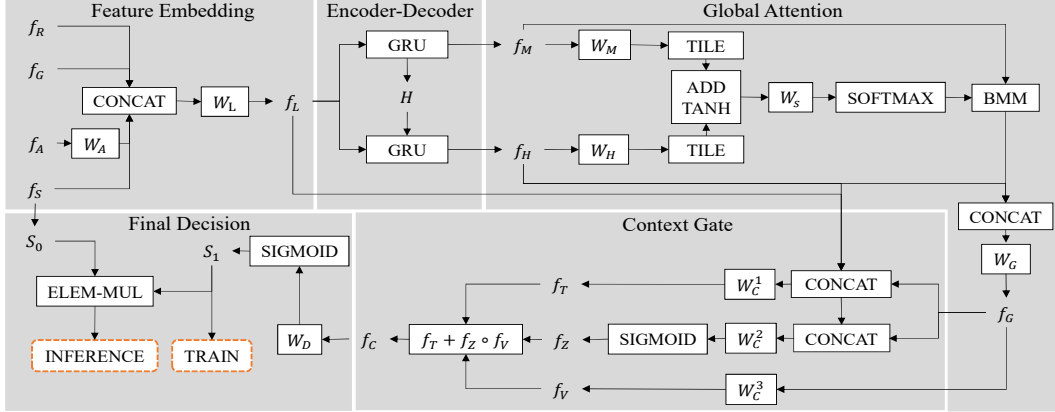 Feature Embedding
f_R
f_G
CONCAT
W_L
f_L
f_A
W_A
f_S
Encoder-Decoder
GRU
H
GRU
Global Attention
f_M
W_M
TILE
ADD
TANH
W_s
SOFTMAX
BMM
f_H
W_H
TILE
CONCAT
W_G
f_G
Final Decision
S_0
S_1
SIGMOID
ELEM-MUL
W_D
INFERENCE
TRAIN
Context Gate
f_T
W_C^1
CONCAT
f_C
f_T + f_Z ∘ f_V
f_Z
SIGMOID
W_C^2
CONCAT
f_V
W_C^3